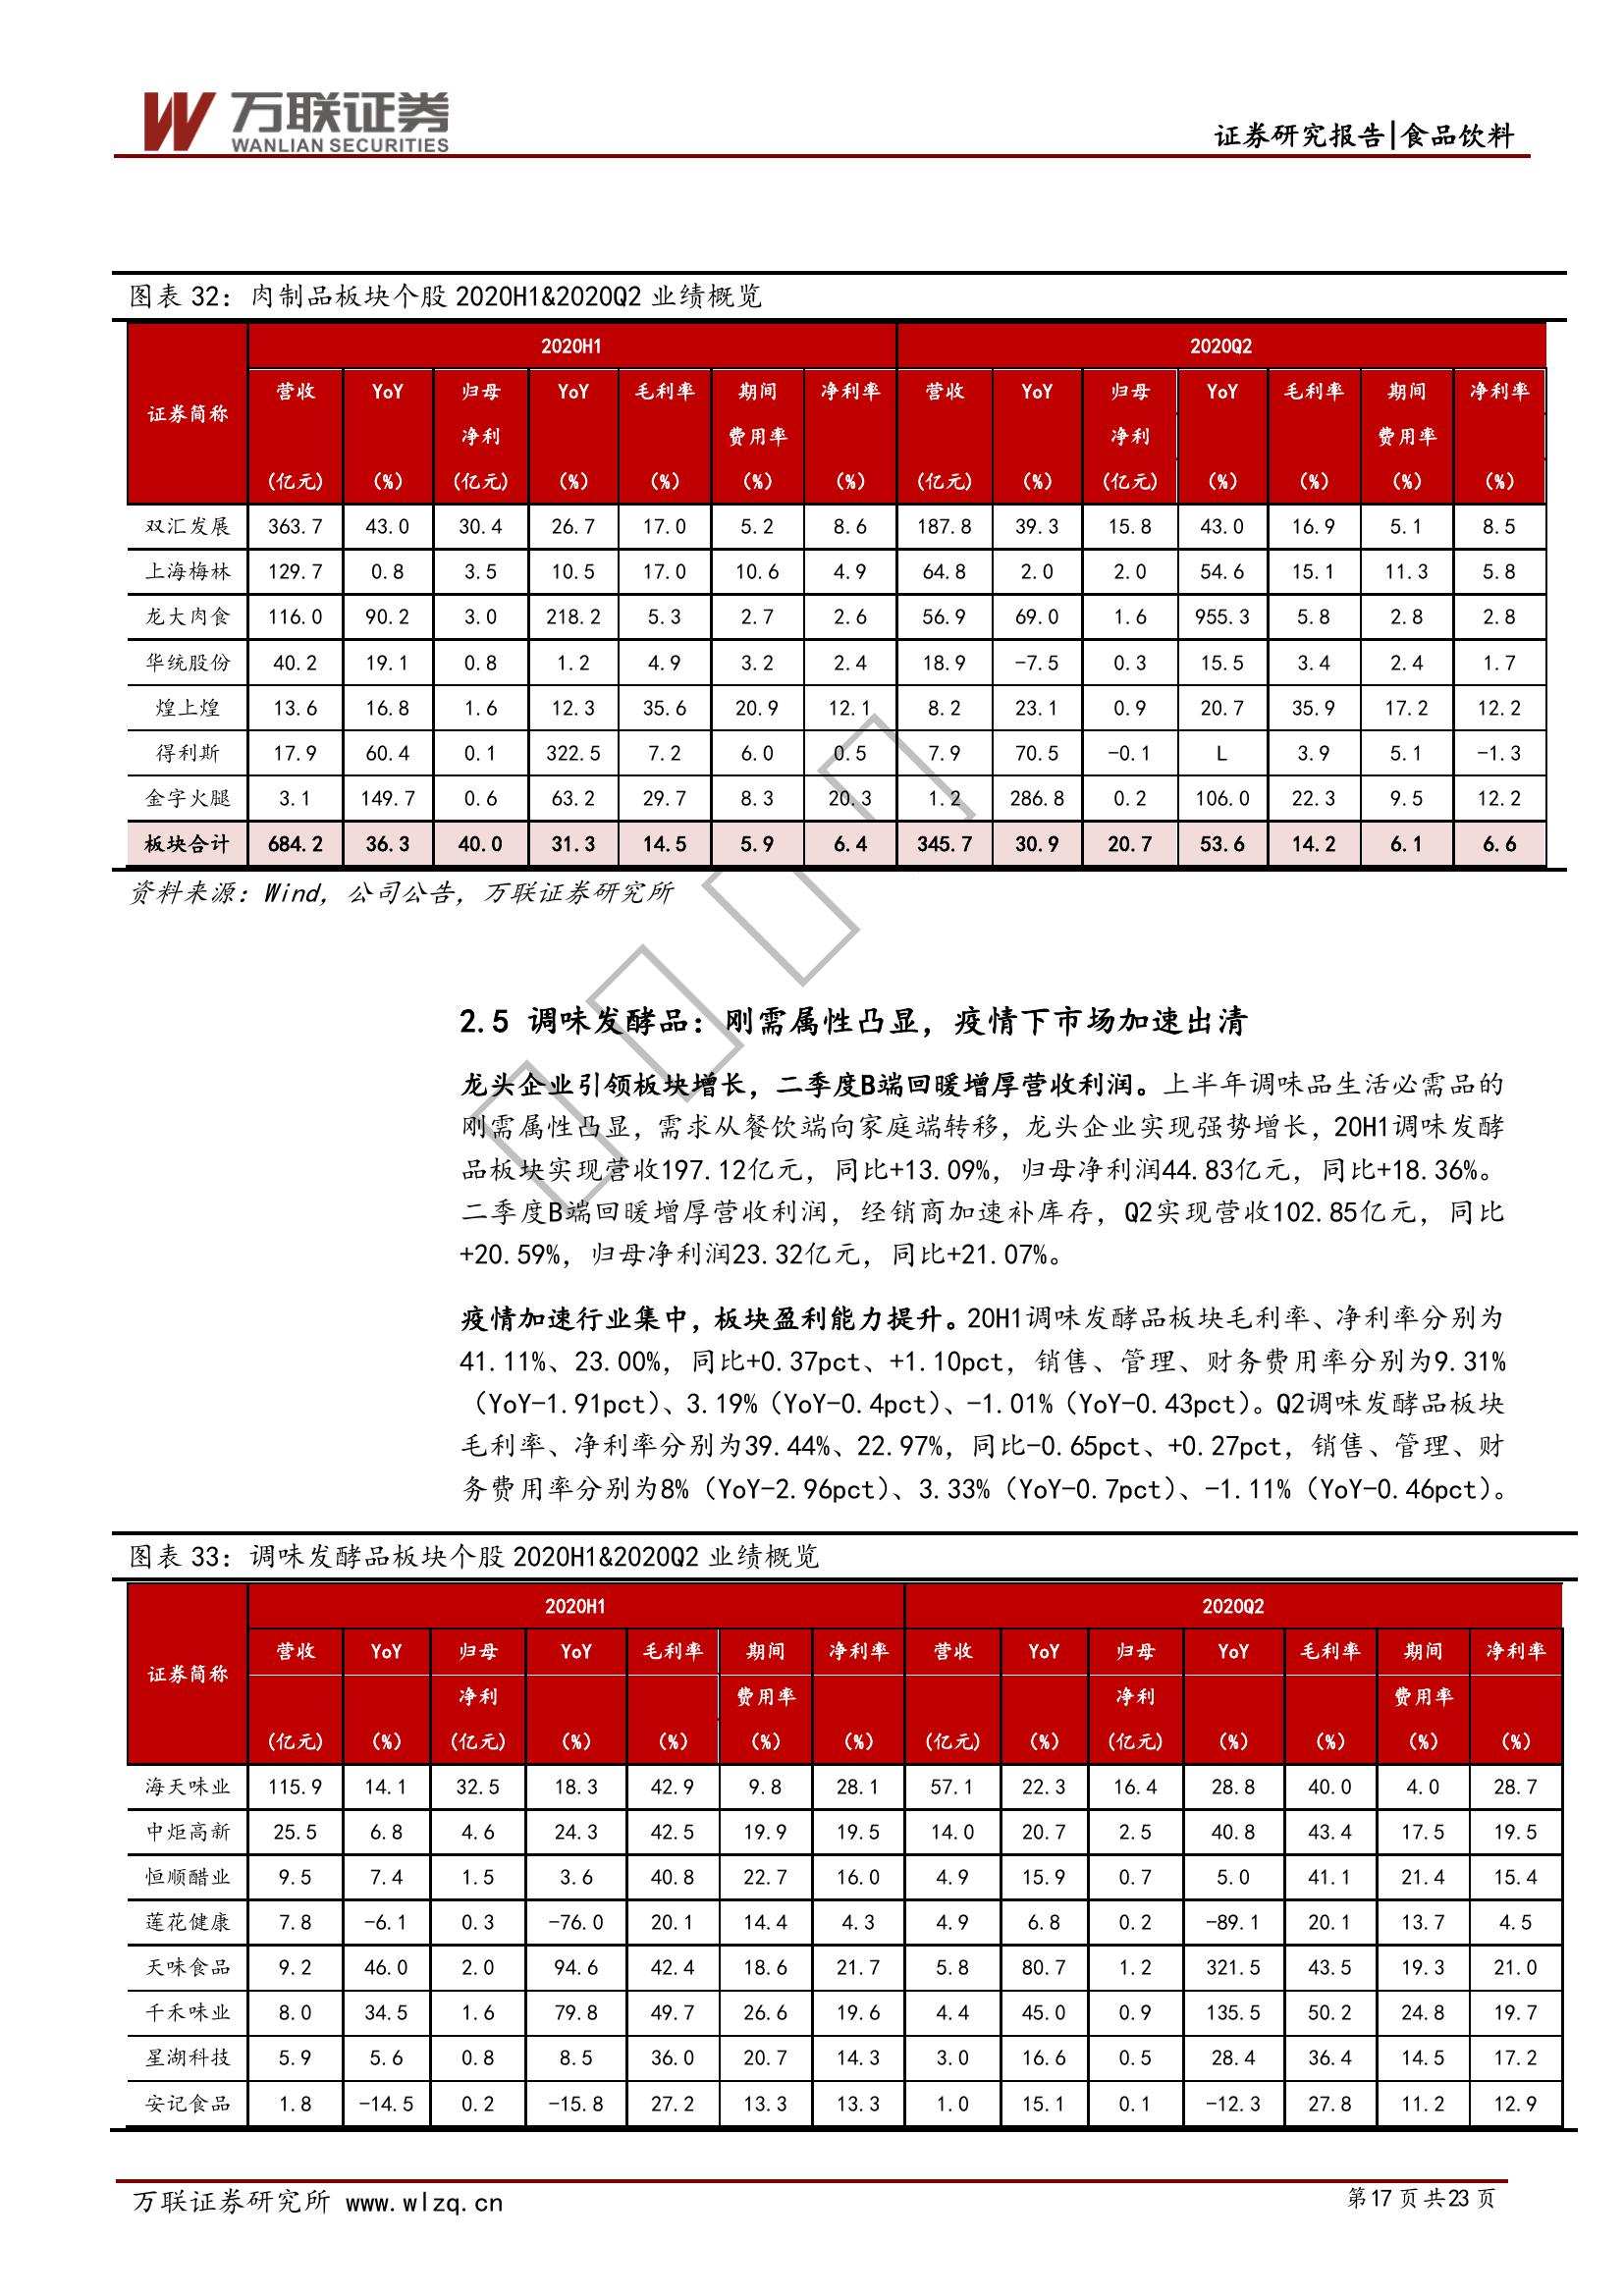 万联证券
WANLIAN SECURITIES
证券研究报告|食品饮料
图表 32：肉制品板块个股 2020H1&2020Q2 业绩概览
证券简称 2020H1 2020Q2
营收 YoY 归母 YoY 毛利率 期间 净利率 营收 YoY 归母 YoY 毛利率 期间 净利率
净利 费用率 净利 费用率
(亿元) (%) (亿元) (%) (%) (%) (%) (亿元) (%) (亿元) (%) (%) (%) (%)
双汇发展 363.7 43.0 30.4 26.7 17.0 5.2 8.6 187.8 39.3 15.8 43.0 16.9 5.1 8.5
上海梅林 129.7 0.8 3.5 10.5 17.0 10.6 4.9 64.8 2.0 2.0 54.6 15.1 11.3 5.8
龙大肉食 116.0 90.2 3.0 218.2 5.3 2.7 2.6 56.9 69.0 1.6 955.3 5.8 2.8 2.8
华统股份 40.2 19.1 0.8 1.2 4.9 3.2 2.4 18.9 -7.5 0.3 15.5 3.4 2.4 1.7
煌上煌 13.6 16.8 1.6 12.3 35.6 20.9 12.1 8.2 23.1 0.9 20.7 35.9 17.2 12.2
得利斯 17.9 60.4 0.1 322.5 7.2 6.0 0.5 7.9 70.5 -0.1 L 3.9 5.1 -1.3
金字火腿 3.1 149.7 0.6 63.2 29.7 8.3 20.3 1.2 286.8 0.2 106.0 22.3 9.5 12.2
板块合计 684.2 36.3 40.0 31.3 14.5 5.9 6.4 345.7 30.9 20.7 53.6 14.2 6.1 6.6
资料来源：Wind，公司公告，万联证券研究所
2.5 调味发酵品：刚需属性凸显，疫情下市场加速出清
龙头企业引领板块增长，二季度B端回暖增厚营收利润。上半年调味品生活必需品的
刚需属性凸显，需求从餐饮端向家庭端转移，龙头企业实现强势增长，20H1调味发酵
品板块实现营收197.12亿元，同比+13.09%，归母净利润44.83亿元，同比+18.36%。
二季度B端回暖增厚营收利润，经销商加速补库存，Q2实现营收102.85亿元，同比
+20.59%，归母净利润23.32亿元，同比+21.07%。
疫情加速行业集中，板块盈利能力提升。20H1调味发酵品板块毛利率、净利率分别为
41.11%、23.00%，同比+0.37pct、+1.10pct，销售、管理、财务费用率分别为9.31%
（YoY-1.91pct）、3.19%（YoY-0.4pct）、-1.01%（YoY-0.43pct）。Q2调味发酵品板块
毛利率、净利率分别为39.44%、22.97%，同比-0.65pct、+0.27pct，销售、管理、财
务费用率分别为8%（YoY-2.96pct）、3.33%（YoY-0.7pct）、-1.11%（YoY-0.46pct）。
图表 33：调味发酵品板块个股 2020H1&2020Q2 业绩概览
证券简称 2020H1 2020Q2
营收 YoY 归母 YoY 毛利率 期间 净利率 营收 YoY 归母 YoY 毛利率 期间 净利率
净利 费用率 净利 费用率
(亿元) (%) (亿元) (%) (%) (%) (%) (亿元) (%) (亿元) (%) (%) (%) (%)
海天味业 115.9 14.1 32.5 18.3 42.9 9.8 28.1 57.1 22.3 16.4 28.8 40.0 4.0 28.7
中炬高新 25.5 6.8 4.6 24.3 42.5 19.9 19.5 14.0 20.7 2.5 40.8 43.4 17.5 19.5
恒顺醋业 9.5 7.4 1.5 3.6 40.8 22.7 16.0 4.9 15.9 0.7 5.0 41.1 21.4 15.4
莲花健康 7.8 -6.1 0.3 -76.0 20.1 14.4 4.3 4.9 6.8 0.2 -89.1 20.1 13.7 4.5
天味食品 9.2 46.0 2.0 94.6 42.4 18.6 21.7 5.8 80.7 1.2 321.5 43.5 19.3 21.0
千禾味业 8.0 34.5 1.6 79.8 49.7 26.6 19.6 4.4 45.0 0.9 135.5 50.2 24.8 19.7
星湖科技 5.9 5.6 0.8 8.5 36.0 20.7 14.3 3.0 16.6 0.5 28.4 36.4 14.5 17.2
安记食品 1.8 -14.5 0.2 -15.8 27.2 13.3 13.3 1.0 15.1 0.1 -12.3 27.8 11.2 12.9
万联证券研究所 www.wlzq.cn
第17页共23页